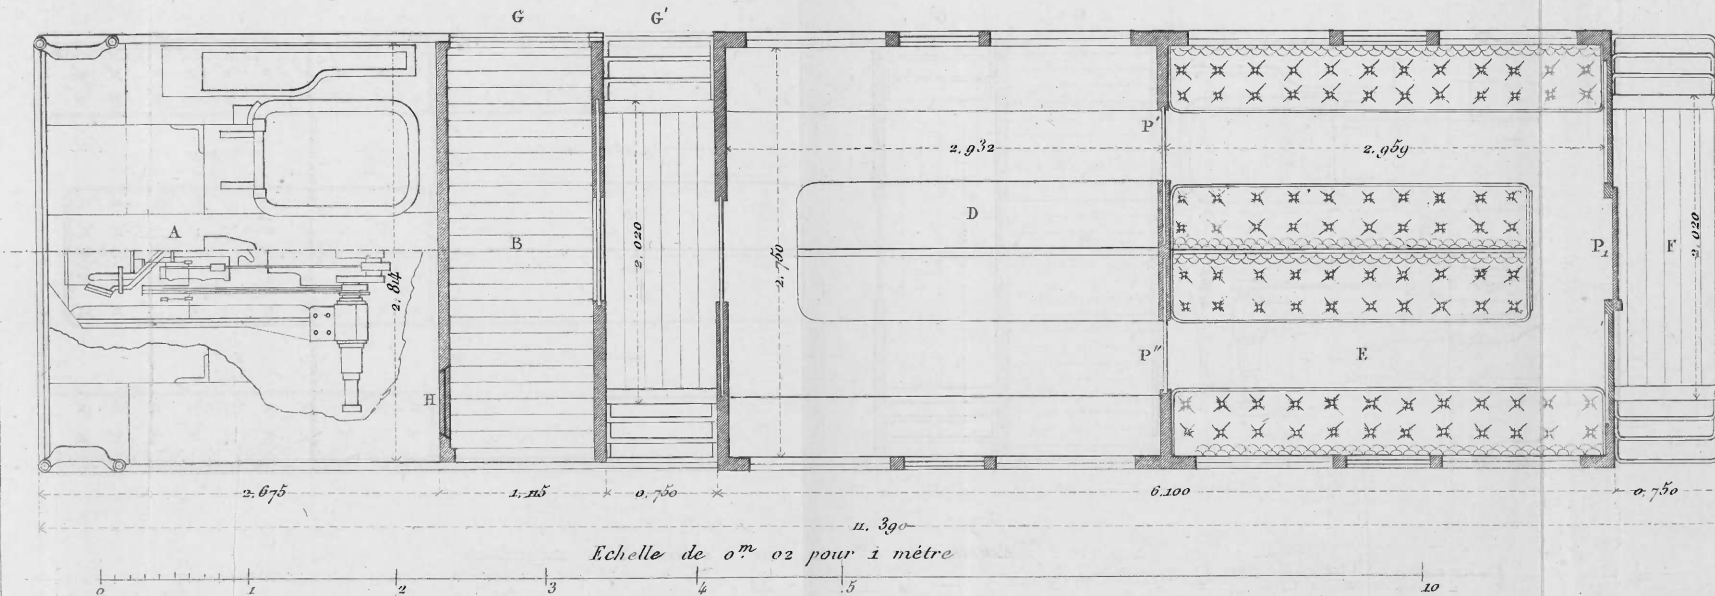 G G'
P'
2.932 2.959
A B 2.020 2.750 D P1 F 2.020
2.84
H P" E
2.675 1.115 0.750 6.100 0.750
11.390
Echelle de 0m. 02 pour 1 mètre
0 1 2 3 4 5 10